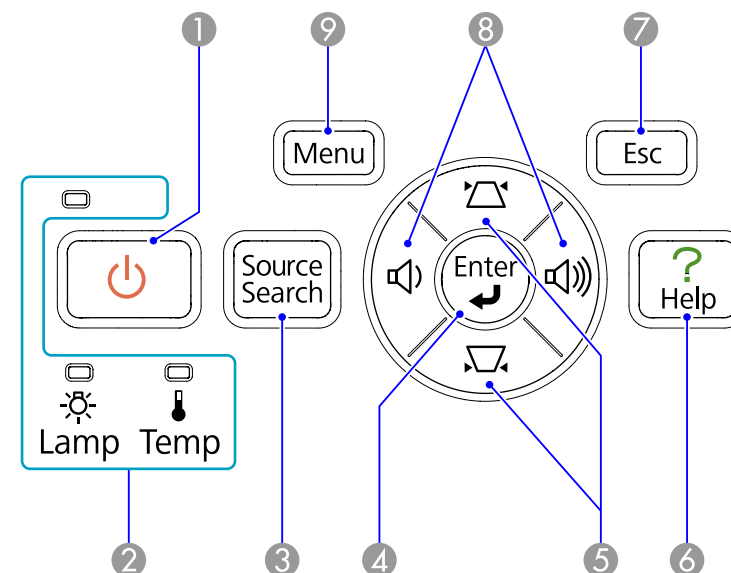 1 9 8 7
Menu
Esc
Source
Search
Enter
?
Help
Lamp Temp
2 3 4 5 6